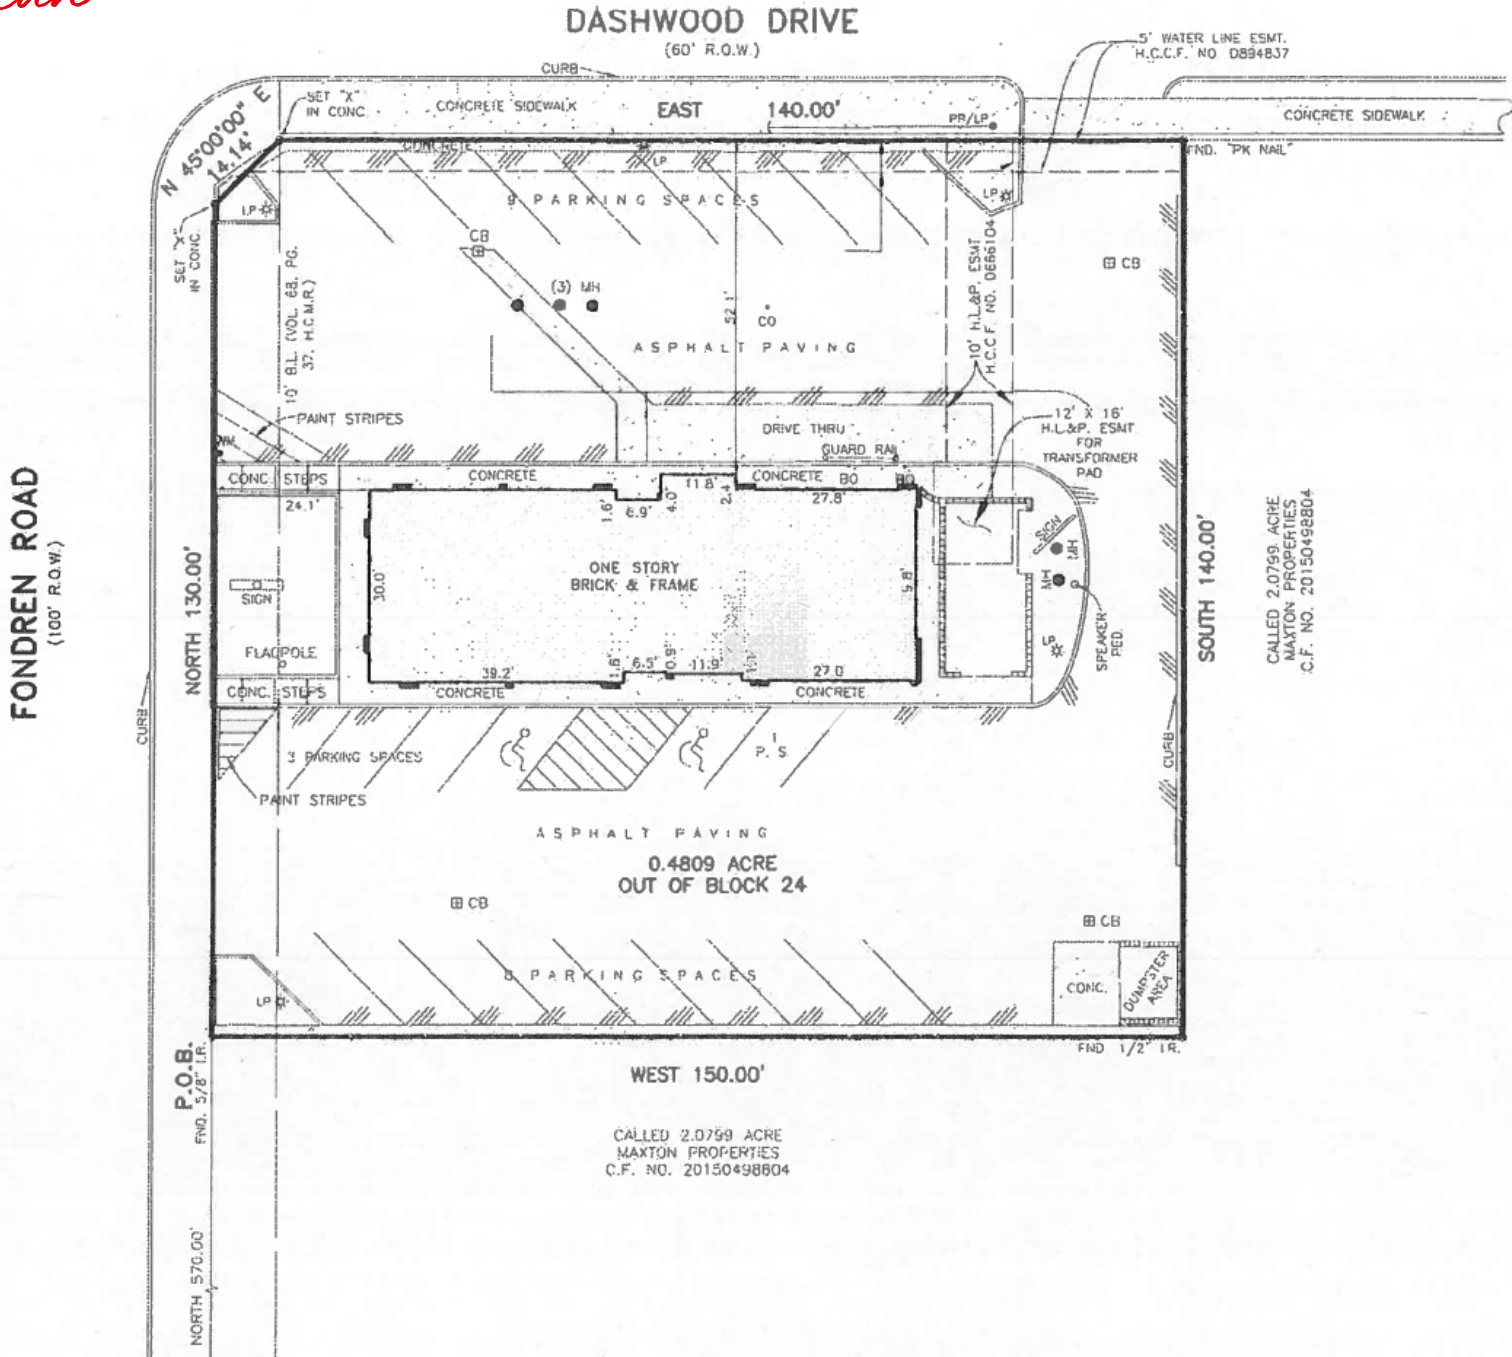 DASHWOOD DRIVE
(60' R.O.W.)
5' WATER LINE ESMT.
H.C.C.F. NO D894837
CURB
SET "X"
IN CONC.
CONCRETE SIDEWALK
EAST 140.00'
PP/LP
CONCRETE SIDEWALK
N 45°00'00" E
14.14'
CONCRETE
LP
FND. "PK NAIL"
9 PARKING SPACES
LP
LP
SET "X"
IN CONC
CB
CB
10' B.L. (VOL. 68, PG.
37, H.C.M.R.)
(3) MH
52.1'
CO
10' H.L.&P. ESMT
H.C.C.F. NO. D666104
ASPHALT PAVING
PAINT STRIPES
12' X 16'
H.L.&P. ESMT
FOR
TRANSFORMER
PAD
DRIVE THRU
GUARD RAIL
CONC. STEPS
CONCRETE
11.8'
CONCRETE
BO
BO
24.1'
1.6'
6.9'
4.0'
2.4'
27.8'
FONDREN ROAD
(100' R.O.W.)
NORTH 130.00'
SIGN
30.0'
ONE STORY
BRICK & FRAME
SIGN
MH
MH
SPEAKER
PED.
LP
SOUTH 140.00'
CALLED 2.0799 ACRE
MAXTON PROPERTIES
C.F. NO. 20150498804
FLAGPOLE
39.2'
1.6'
6.5'
0.9'
11.9'
1.1'
27.0'
CONC. STEPS
CONCRETE
CONCRETE
CURB
CURB
3 PARKING SPACES
1
P. S.
PAINT STRIPES
ASPHALT PAVING
0.4809 ACRE
OUT OF BLOCK 24
CB
CB
8 PARKING SPACES
LP
CONC.
DUMPSTER
AREA
P.O.B.
FND. 5/8" I.R.
FND 1/2" I.R.
WEST 150.00'
CALLED 2.0799 ACRE
MAXTON PROPERTIES
C.F. NO. 20150498804
NORTH 570.00'